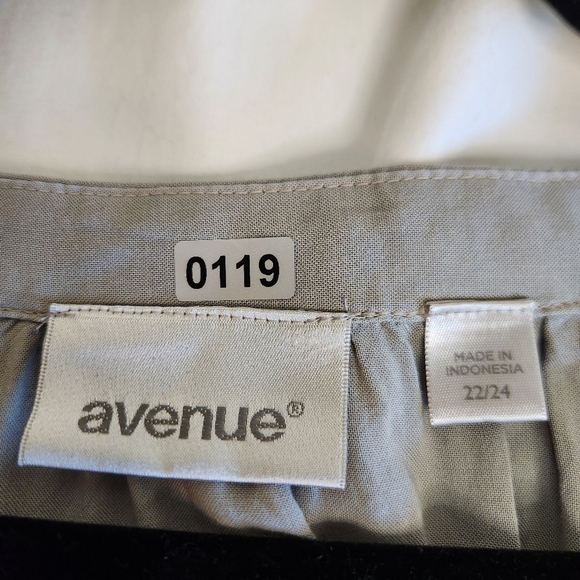 0119
avenue®
MADE IN
INDONESIA
22/24